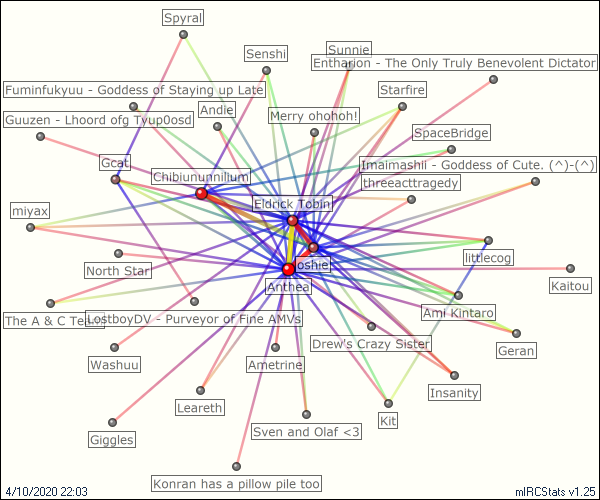 Spyral
Sunnie
Senshi
Entharion - The Only Truly Benevolent Dictator
Fuminfukyuu - Goddess of Staying up Late
Starfire
Andie
Merry ohohoh!
Guuzen - Lhoord ofg Tyup0osd
SpaceBridge
Gcat
Imaimashii - Goddess of Cute. (^)-(^)
Chibiununnilium
threeacttragedy
Eldrick Tobin
miyax
littlecog
oshie
North Star
Anthea
Kaitou
Ami Kintaro
The A & C Te
LostboyDV - Purveyor of Fine AMVs
Drew's Crazy Sister
Geran
Washuu
Ametrine
Insanity
Leareth
Kit
Sven and Olaf <3
Giggles
Konran has a pillow pile too
4/10/2020 22:03
mIRCStats v1.25